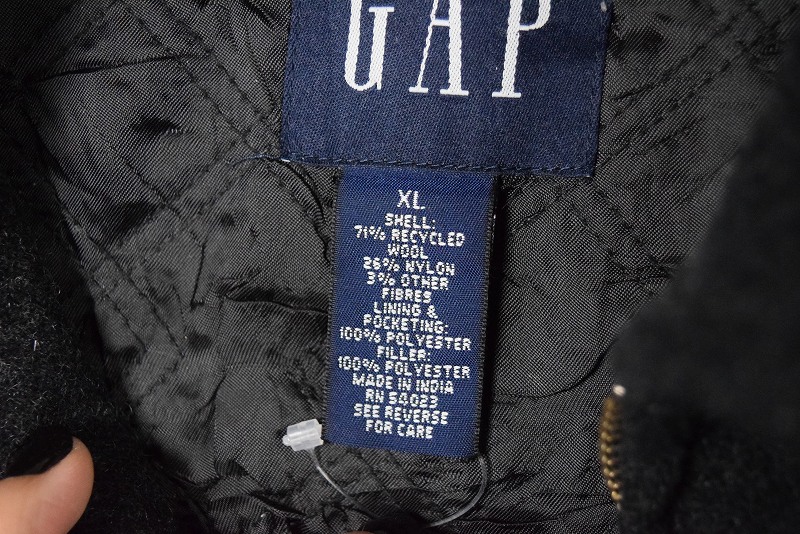 GAP
XL
SHELL:
71% RECYCLED
WOOL
26% NYLON
3% OTHER
FIBRES
LINING &
POCKETING:
100% POLYESTER
FILLER:
100% POLYESTER
MADE IN INDIA
RN 54023
SEE REVERSE
FOR CARE